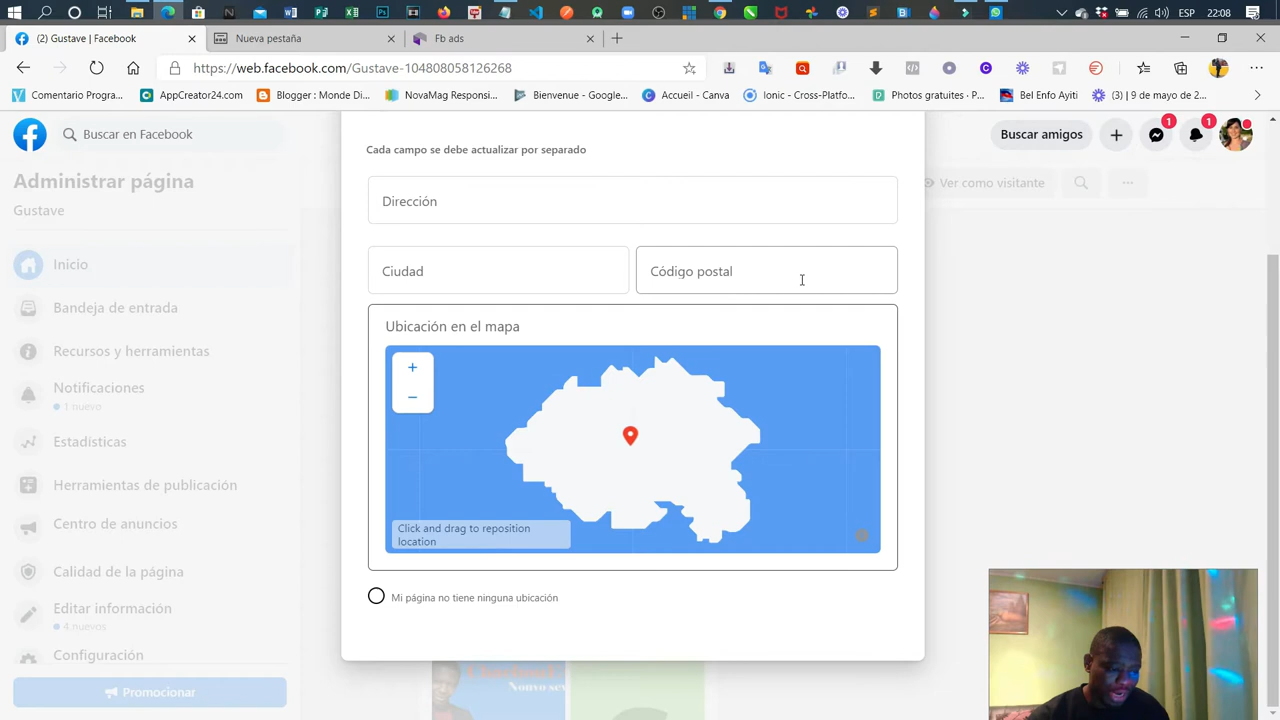 ESP 22:08
(2) Gustave | Facebook
Nueva pestaña
Fb ads
https://web.facebook.com/Gustave-104808058126268
Comentario Progra...
AppCreator24.com
Blogger : Monde Di...
NovaMag Responsi...
Bienvenue - Google...
Accueil - Canva
Ionic - Cross-Platfo...
Photos gratuites · P...
Bel Enfo Ayiti
(3) | 9 de mayo de 2...
Buscar en Facebook
Buscar amigos
1
1
Administrar página
Gustave
Ver como visitante
Inicio
Bandeja de entrada
Recursos y herramientas
Notificaciones
1 nuevo
Estadísticas
Herramientas de publicación
Centro de anuncios
Calidad de la página
Editar información
4 nuevos
Configuración
Promocionar
Cada campo se debe actualizar por separado
Dirección
Ciudad
Código postal
Ubicación en el mapa
+
−
Click and drag to reposition
location
Mi página no tiene ninguna ubicación